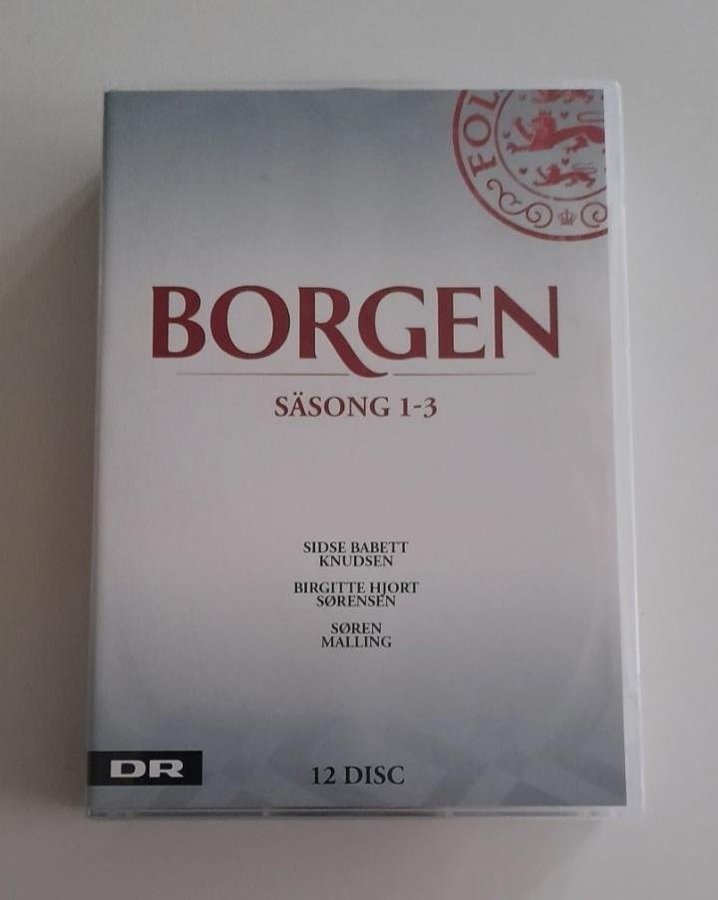 FOL
BORGEN
SÄSONG 1-3
SIDSE BABETT
KNUDSEN
BIRGITTE HJORT
SØRENSEN
SØREN
MALLING
DR
12 DISC